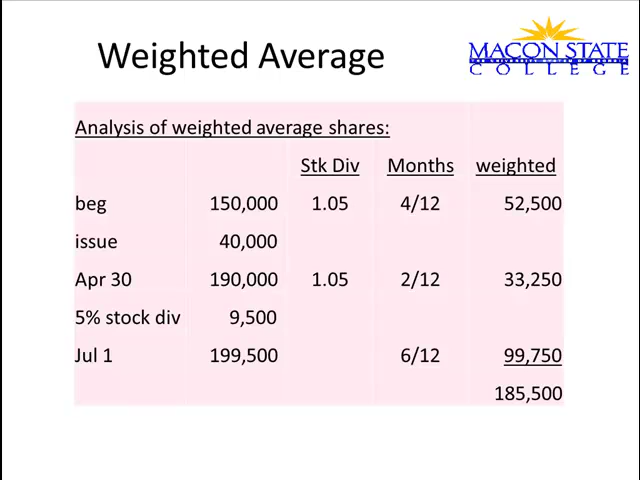 Weighted Average
MACON STATE
COLLEGE
Analysis of weighted average shares:
Stk Div Months weighted
beg 150,000 1.05 4/12 52,500
issue 40,000
Apr 30 190,000 1.05 2/12 33,250
5% stock div 9,500
Jul 1 199,500 6/12 99,750
185,500